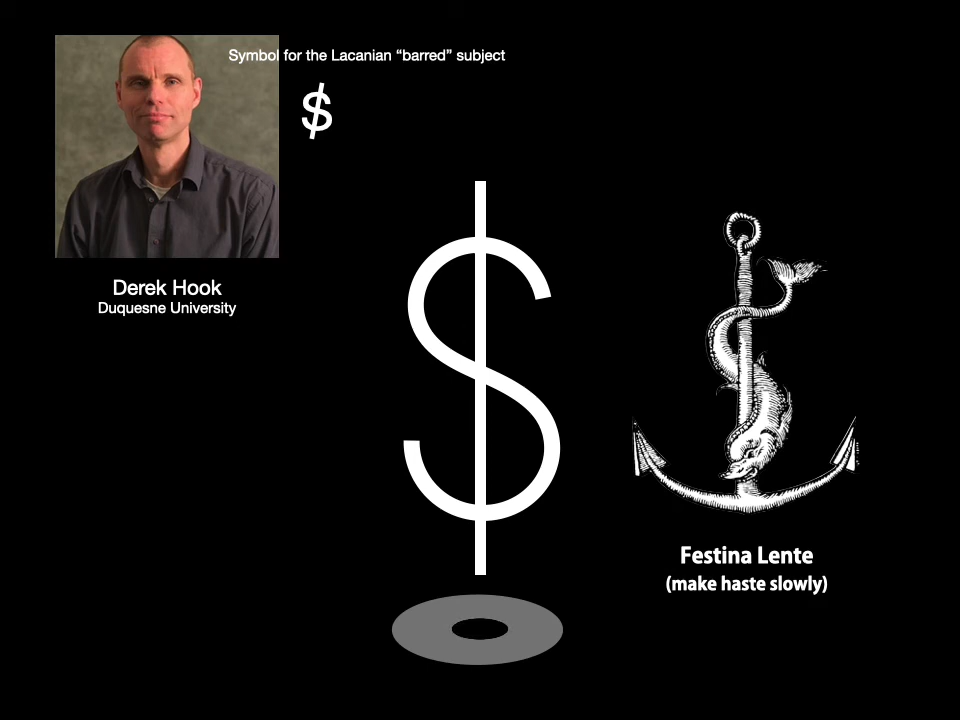 Symbol for the Lacanian “barred” subject
$
Derek Hook
Duquesne University
$
Festina Lente
(make haste slowly)